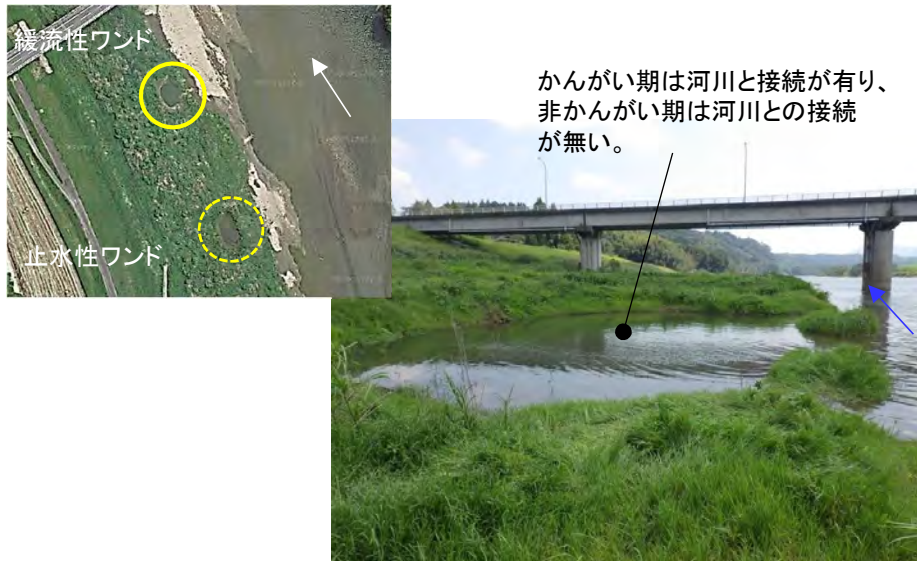 緩流性ワンド
止水性ワンド
かんがい期は河川と接続が有り、
非かんがい期は河川との接続
が無い。